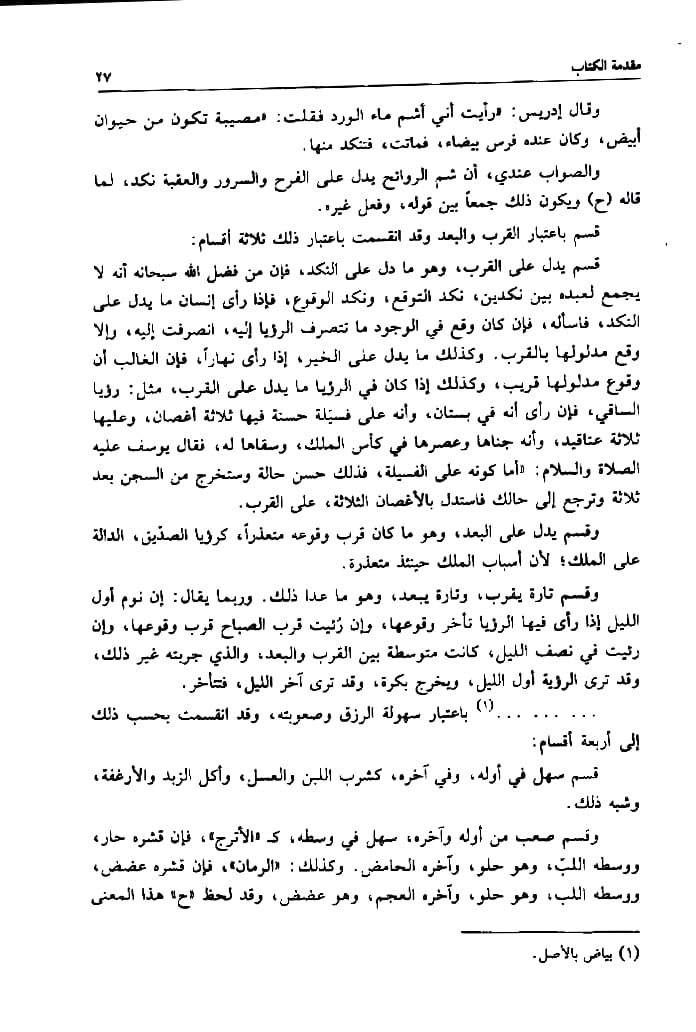 مقدمة الكتاب ٢٧
وقال إدريس: «رأيت أني أشم ماء الورد فقلت: «مصيبة تكون من حيوان
أبيض، وكان عنده فرس بيضاء، فماتت، فتنكد منها.
والصواب عندي، أن شم الروائح يدل على الفرح والسرور والعقبة نكد، لما
قاله (ح) ويكون ذلك جمعاً بين قوله، وفعل غيره.
قسم باعتبار القرب والبعد وقد انقسمت باعتبار ذلك ثلاثة أقسام:
قسم يدل على القرب، وهو ما دل على النكد، فإن من فضل الله سبحانه أنه لا
يجمع لعبده بين نكدين، نكد التوقع، ونكد الوقوع، فإذا رأى إنسان ما يدل على
النكد، فاسأله، فإن كان وقع في الوجود ما تتصرف الرؤيا إليه، انصرفت إليه، وإلا
وقع مدلولها بالقرب. وكذلك ما يدل على الخير، إذا رأى نهاراً، فإن الغالب أن
وقوع مدلولها قريب، وكذلك إذا كان في الرؤيا ما يدل على القرب، مثل: رؤيا
الساقي، فإن رأى أنه في بستان، وأنه على فسيَلة حسنة فيها ثلاثة أغصان، وعليها
ثلاثة عناقيد، وأنه جناها وعصرها في كأس الملك، وسقاها له، فقال يوسف عليه
الصلاة والسلام: «أما كونه على الفسيلة، فذلك حسن حالة وستخرج من السجن بعد
ثلاثة وترجع إلى حالك فاستدل بالأغصان الثلاثة، على القرب.
وقسم يدل على البعد، وهو ما كان قرب وقوعه متعذراً، كرؤيا الصدّيق، الدالة
على الملك؛ لأن أسباب الملك حينئذ متعذرة.
وقسم تارة يقرب، وتارة يبعد، وهو ما عدا ذلك. وربما يقال: إن نوم أول
الليل إذا رأى فيها الرؤيا تأخر وقوعها، وإن رُئيت قرب الصباح قرب وقوعها، وإن
رئيت في نصف الليل، كانت متوسطة بين القرب والبعد، والذي جربته غير ذلك،
وقد ترى الرؤية أول الليل، ويخرج بكرة، وقد ترى آخر الليل، فتتأخر.
... ... ...(١) باعتبار سهولة الرزق وصعوبته، وقد انقسمت بحسب ذلك
إلى أربعة أقسام:
قسم سهل في أوله، وفي آخره، كشرب اللبن والعسل، وأكل الزبد والأرغفة،
وشبه ذلك.
وقسم صعب من أوله وآخره، سهل في وسطه، كـ «الأترج»، فإن قشره حار،
ووسطه اللبّ، وهو حلو، وآخره الحامض. وكذلك: «الرمان»، فإن قشره عضض،
ووسطه اللب، وهو حلو، وآخره العجم، وهو عضض، وقد لحظ «ح» هذا المعنى
(١) بياض بالأصل.